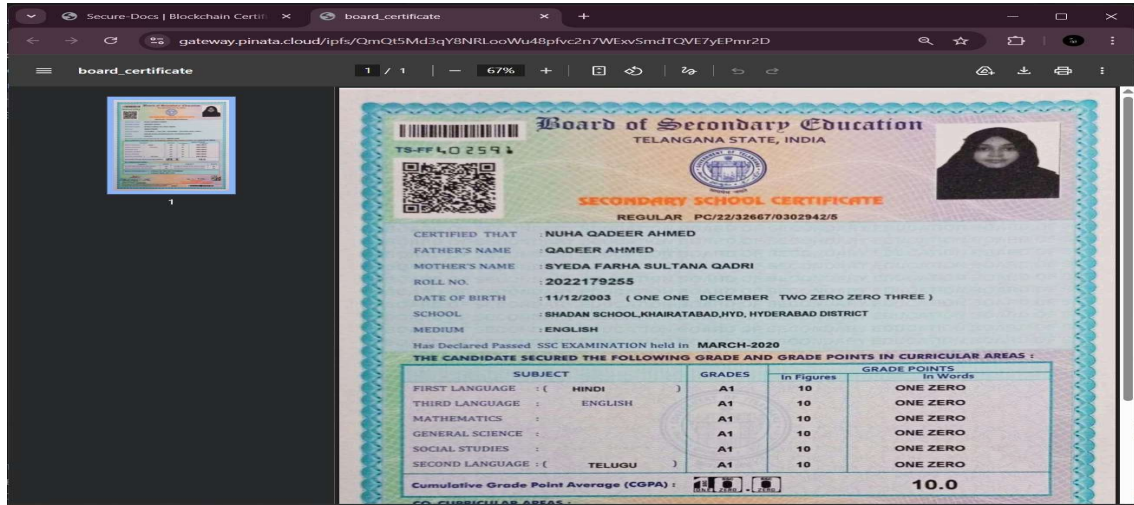 Secure-Docs | Blockchain Certifi
board_certificate
gateway.pinata.cloud/ipfs/QmQt5Md3qY8NRLooWu48pfvc2n7WExvSmdTQVE7yEPmr2D
board_certificate
1 / 1
67%
1
Board of Secondary Education
TELANGANA STATE, INDIA
TS-FF 402591
SECONDARY SCHOOL CERTIFICATE
REGULAR PC/22/32667/0302942/5
CERTIFIED THAT : NUHA QADEER AHMED
FATHER'S NAME : QADEER AHMED
MOTHER'S NAME : SYEDA FARHA SULTANA QADRI
ROLL NO. : 2022179255
DATE OF BIRTH : 11/12/2003 ( ONE ONE DECEMBER TWO ZERO ZERO THREE )
SCHOOL : SHADAN SCHOOL,KHAIRATABAD,HYD, HYDERABAD DISTRICT
MEDIUM : ENGLISH
Has Declared Passed SSC EXAMINATION held in MARCH-2020
THE CANDIDATE SECURED THE FOLLOWING GRADE AND GRADE POINTS IN CURRICULAR AREAS :
SUBJECT GRADES GRADE POINTS
In Figures In Words
FIRST LANGUAGE : ( HINDI ) A1 10 ONE ZERO
THIRD LANGUAGE : ENGLISH A1 10 ONE ZERO
MATHEMATICS : A1 10 ONE ZERO
GENERAL SCIENCE : A1 10 ONE ZERO
SOCIAL STUDIES : A1 10 ONE ZERO
SECOND LANGUAGE : ( TELUGU ) A1 10 ONE ZERO
Cumulative Grade Point Average (CGPA) : 10.0
CO-CURRICULAR AREAS :